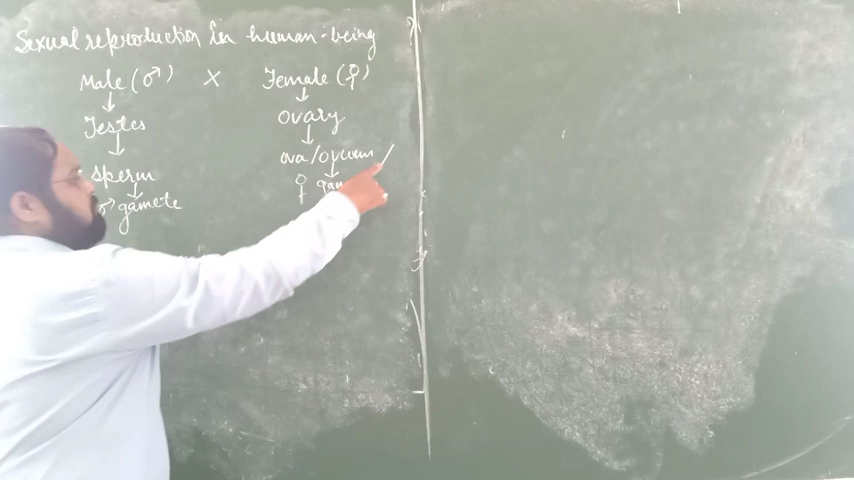 Sexual reproduction in human-being
Male (♂) × Female (♀)
↓ ↓
Testes Ovary
↓ ↓
sperm ova/ovum /
↓ ↓
♂ gamete ♀